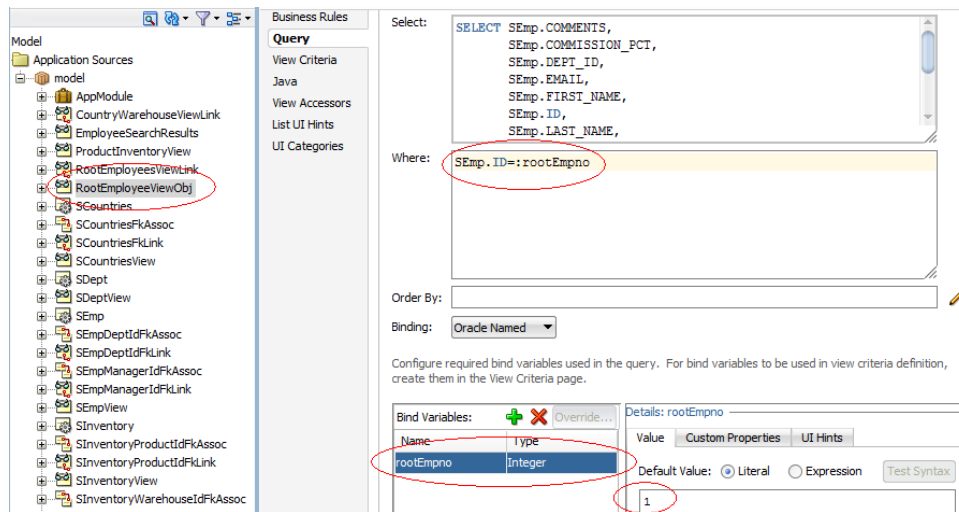 Model
Application Sources
model
AppModule
CountryWarehouseViewLink
EmployeeSearchResults
ProductInventoryView
RootEmployeesViewLink
RootEmployeeViewObj
SCountries
SCountriesFkAssoc
SCountriesFkLink
SCountriesView
SDept
SDeptView
SEmp
SEmpDeptIdFkAssoc
SEmpDeptIdFkLink
SEmpManagerIdFkAssoc
SEmpManagerIdFkLink
SEmpView
SInventory
SInventoryProductIdFkAssoc
SInventoryProductIdFkLink
SInventoryView
SInventoryWarehouseIdFkAssoc
Business Rules
Query
View Criteria
Java
View Accessors
List UI Hints
UI Categories
Select:
SELECT SEmp.COMMENTS,
SEmp.COMMISSION_PCT,
SEmp.DEPT_ID,
SEmp.EMAIL,
SEmp.FIRST_NAME,
SEmp.ID,
SEmp.LAST_NAME,
Where:
SEmp.ID=:rootEmpno
Order By:
Binding: Oracle Named
Configure required bind variables used in the query. For bind variables to be used in view criteria definition,
create them in the View Criteria page.
Bind Variables: Override...
Name Type
rootEmpno Integer
Details: rootEmpno
Value Custom Properties UI Hints
Default Value: Literal Expression Test Syntax
1